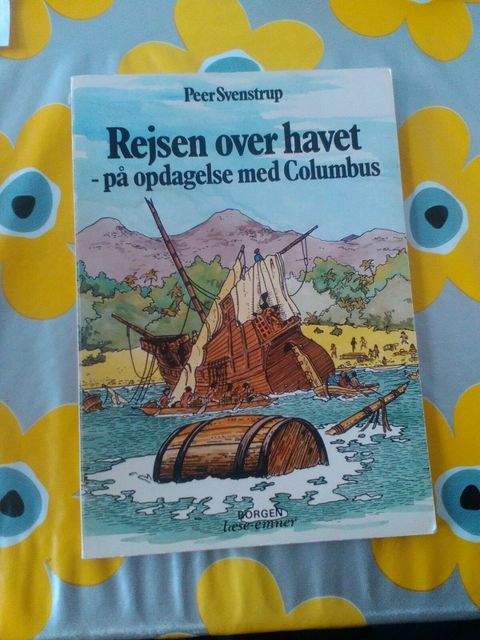 Peer Svenstrup
Rejsen over havet
- på opdagelse med Columbus
BORGEN
læse-emner